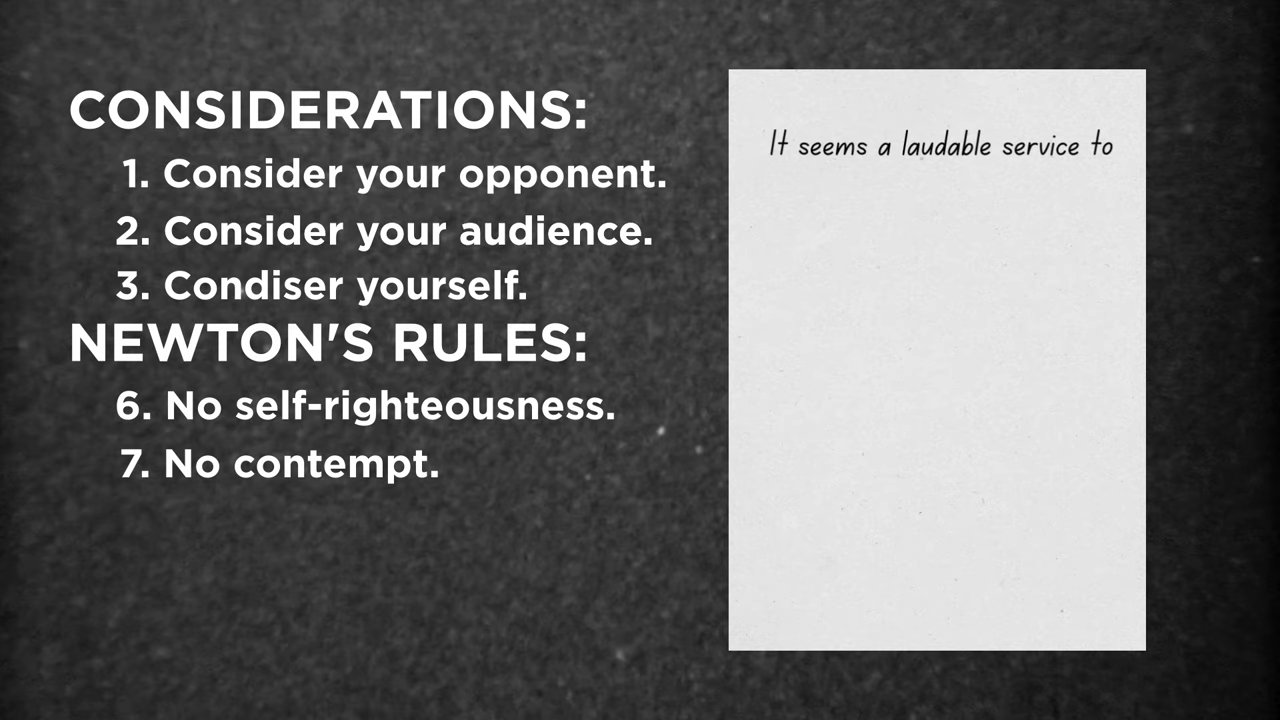 CONSIDERATIONS:
1. Consider your opponent.
2. Consider your audience.
3. Condiser yourself.
NEWTON'S RULES:
6. No self-righteousness.
7. No contempt.
It seems a laudable service to